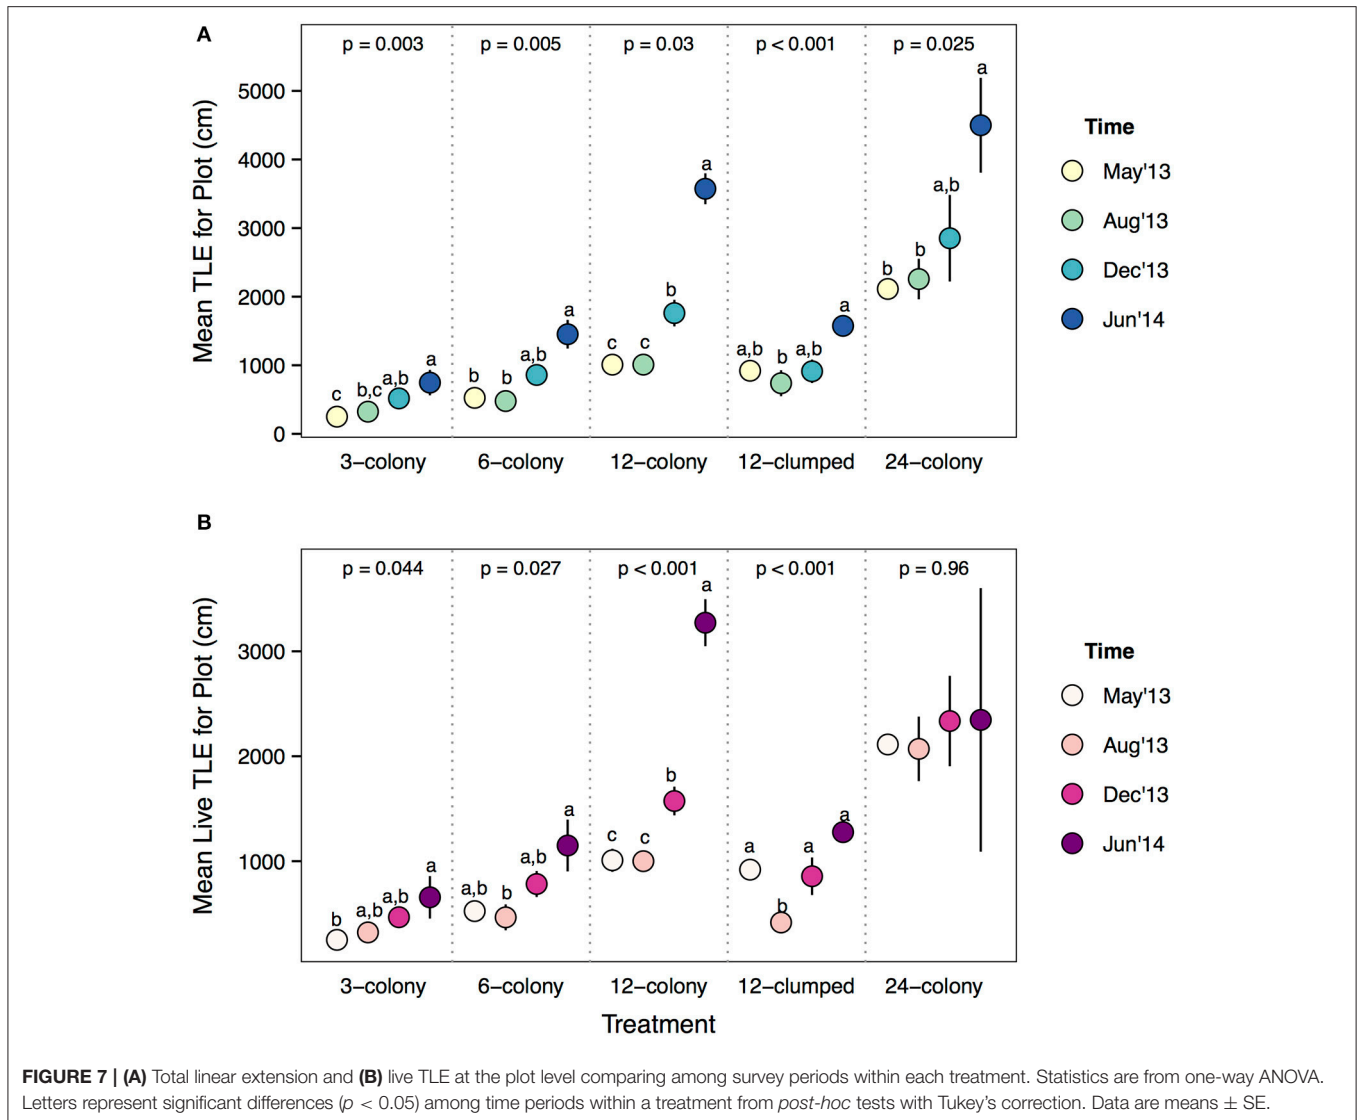 A
p = 0.003 p = 0.005 p = 0.03 p < 0.001 p = 0.025
Mean TLE for Plot (cm)
5000
4000
3000
2000
1000
0
c b,c a,b a
b b a,b a
c c b a
a,b b a,b a
b b a,b a
3−colony 6−colony 12−colony 12−clumped 24−colony
Time
May'13
Aug'13
Dec'13
Jun'14
B
p = 0.044 p = 0.027 p < 0.001 p < 0.001 p = 0.96
Mean Live TLE for Plot (cm)
3000
2000
1000
b a,b a,b a
a,b b a,b a
c c b a
a b a a
3−colony 6−colony 12−colony 12−clumped 24−colony
Treatment
Time
May'13
Aug'13
Dec'13
Jun'14
FIGURE 7 | (A) Total linear extension and (B) live TLE at the plot level comparing among survey periods within each treatment. Statistics are from one-way ANOVA.
Letters represent significant differences (p < 0.05) among time periods within a treatment from post-hoc tests with Tukey's correction. Data are means ± SE.